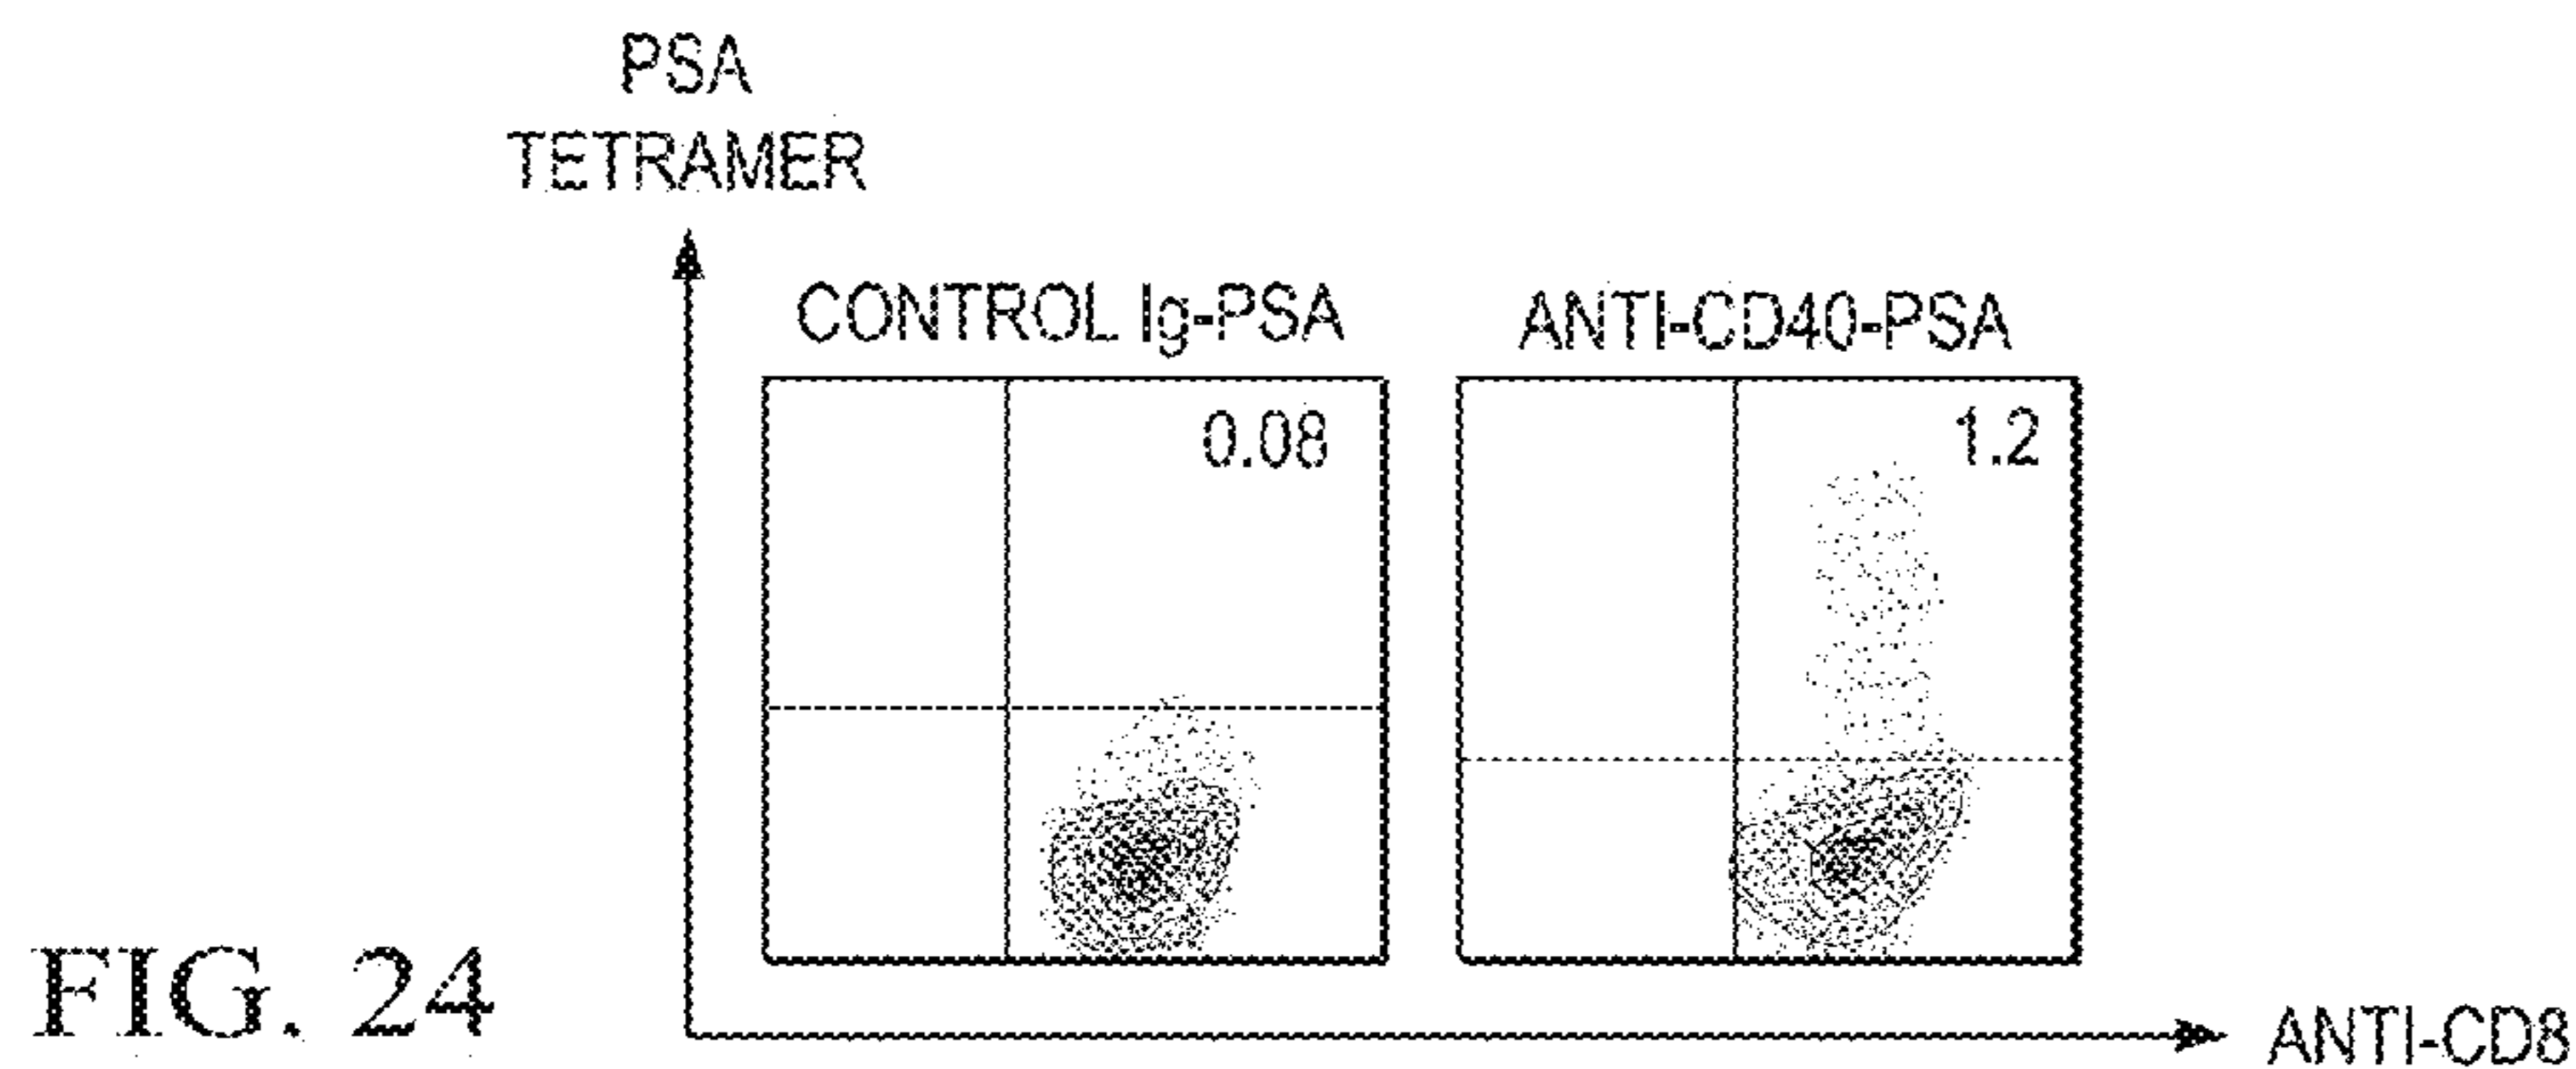 PSA
TETRAMER
CONTROL Ig-PSA
ANTI-CD40-PSA
0.08
1.2
FIG. 24
ANTI-CD8